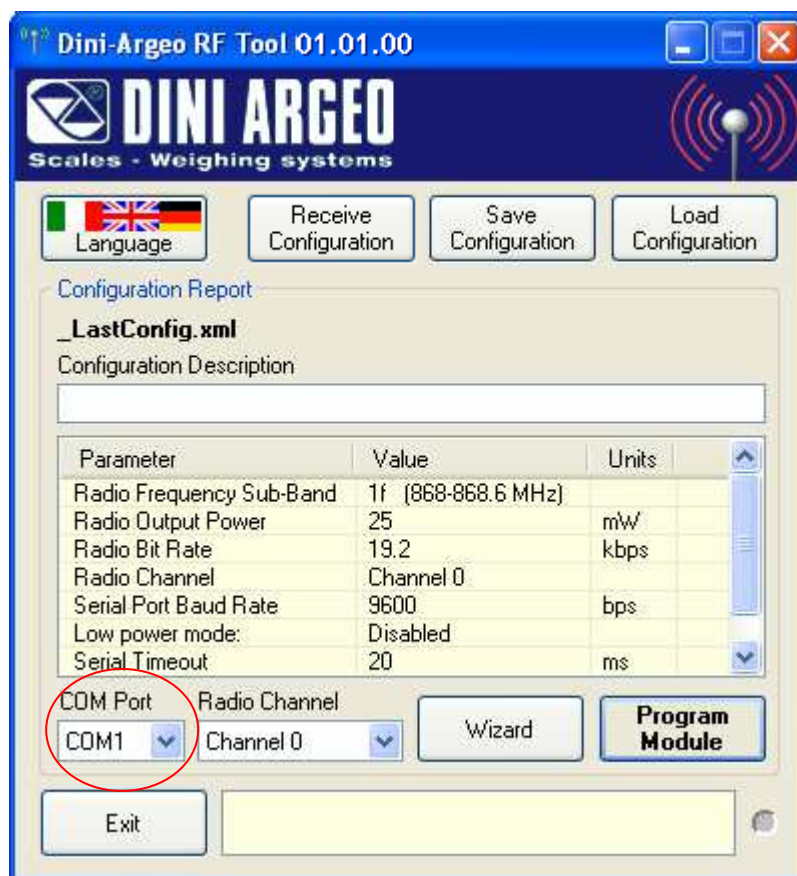 Dini-Argeo RF Tool 01.01.00
DINI ARGEO
Scales - Weighing systems
Language
Receive
Configuration
Save
Configuration
Load
Configuration
Configuration Report
_LastConfig.xml
Configuration Description
Parameter Value Units
Radio Frequency Sub-Band 1f (868-868.6 MHz)
Radio Output Power 25 mW
Radio Bit Rate 19.2 kbps
Radio Channel Channel 0
Serial Port Baud Rate 9600 bps
Low power mode: Disabled
Serial Timeout 20 ms
COM Port Radio Channel
COM1 Channel 0
Wizard
Program
Module
Exit